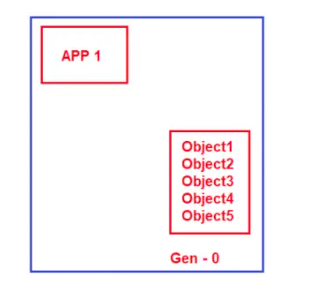 APP 1
Object1
Object2
Object3
Object4
Object5
Gen - 0